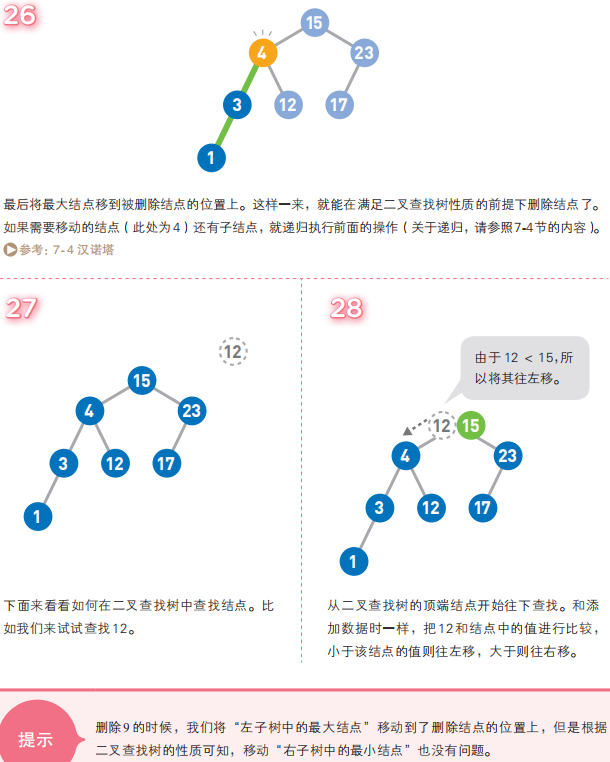 26
15
4
23
3
12
17
1
最后将最大结点移到被删除结点的位置上。这样一来，就能在满足二叉查找树性质的前提下删除结点了。
如果需要移动的结点（此处为4）还有子结点，就递归执行前面的操作（关于递归，请参照7-4节的内容）。
参考：7-4 汉诺塔
27
12
15
4
23
3
12
17
1
下面来看看如何在二叉查找树中查找结点。比
如我们来试试查找12。
28
由于 12 < 15,所
以将其往左移。
12
15
4
23
3
12
17
1
从二叉查找树的顶端结点开始往下查找。和添
加数据时一样，把12和结点中的值进行比较，
小于该结点的值则往左移，大于则往右移。
提示
删除9的时候，我们将“左子树中的最大结点”移动到了删除结点的位置上，但是根据
二叉查找树的性质可知，移动“右子树中的最小结点”也没有问题。